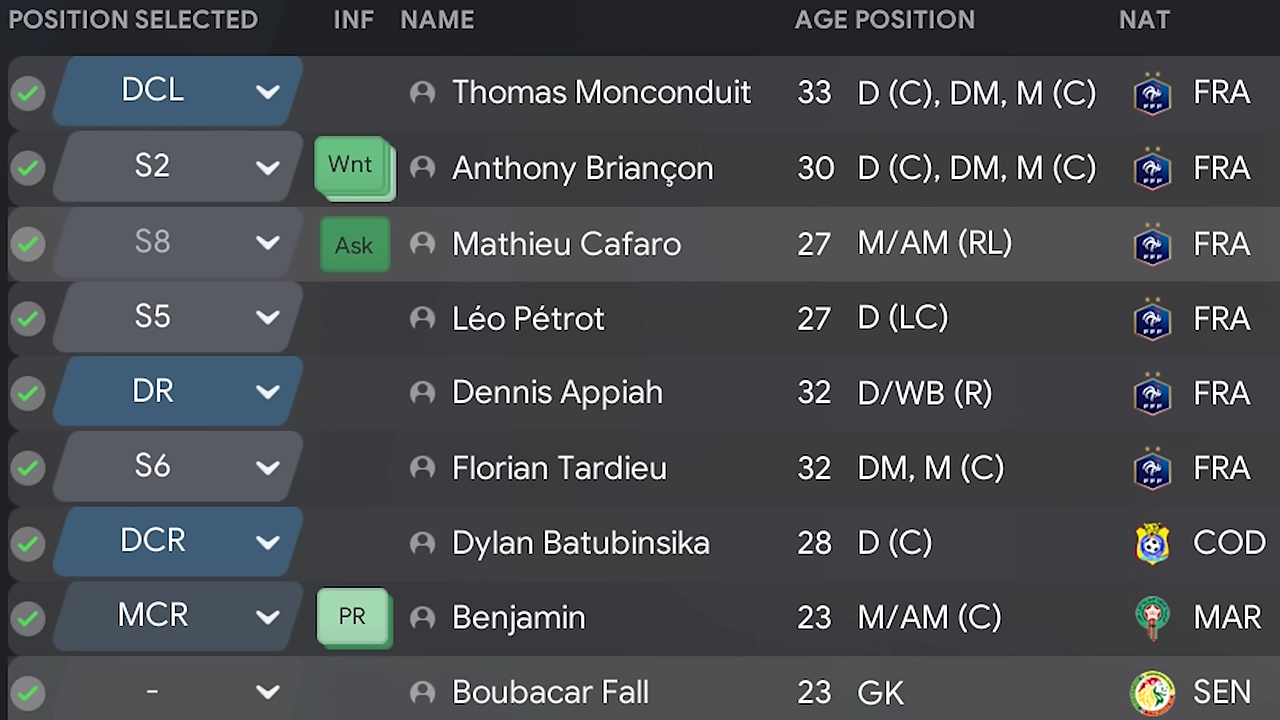 POSITION SELECTED INF NAME AGE POSITION NAT
DCL Thomas Monconduit 33 D (C), DM, M (C) FRA
S2 Wnt Anthony Briançon 30 D (C), DM, M (C) FRA
S8 Ask Mathieu Cafaro 27 M/AM (RL) FRA
S5 Léo Pétrot 27 D (LC) FRA
DR Dennis Appiah 32 D/WB (R) FRA
S6 Florian Tardieu 32 DM, M (C) FRA
DCR Dylan Batubinsika 28 D (C) COD
MCR PR Benjamin 23 M/AM (C) MAR
- Boubacar Fall 23 GK SEN